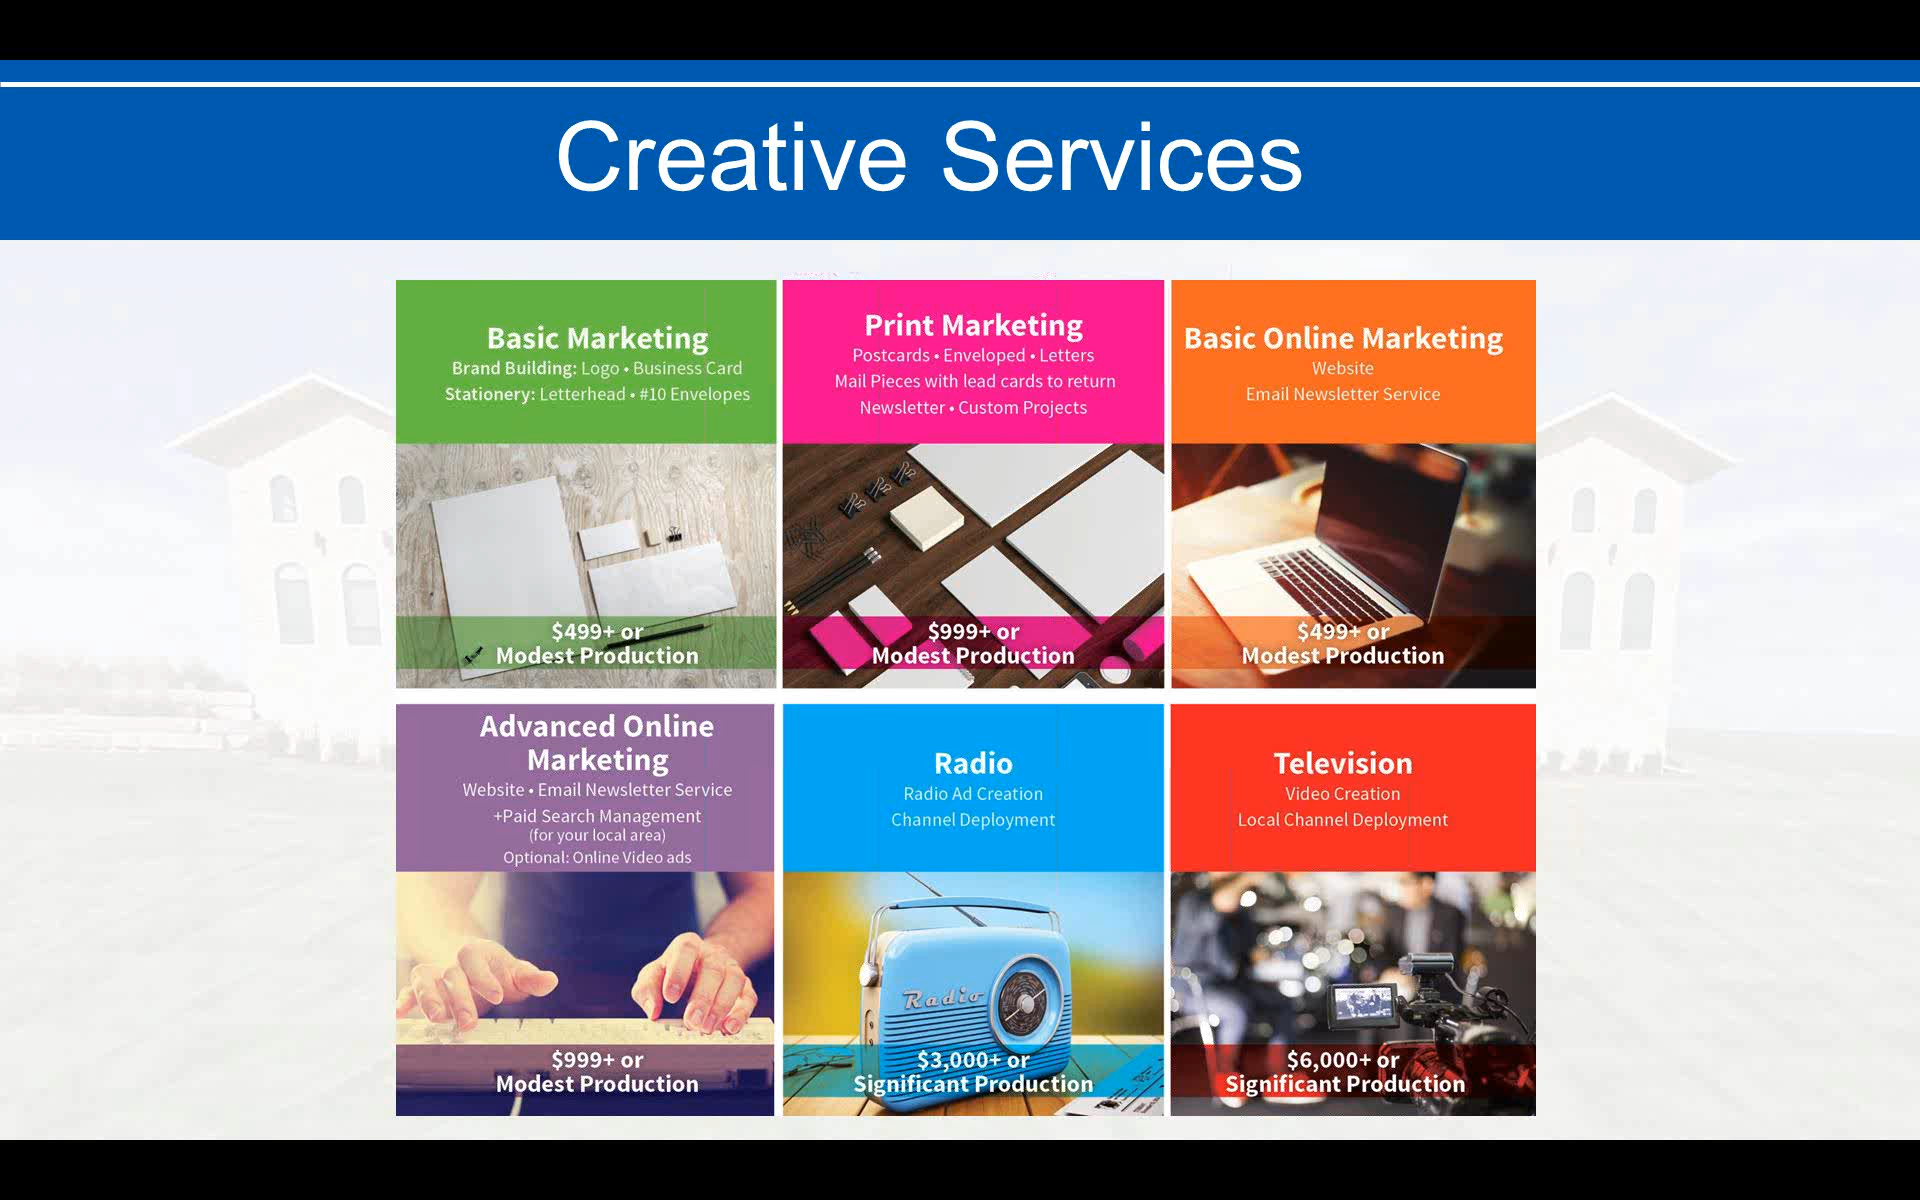 Creative Services
Basic Marketing
Brand Building: Logo • Business Card
Stationery: Letterhead • #10 Envelopes
$499+ or
Modest Production
Print Marketing
Postcards • Enveloped • Letters
Mail Pieces with lead cards to return
Newsletter • Custom Projects
$999+ or
Modest Production
Basic Online Marketing
Website
Email Newsletter Service
$499+ or
Modest Production
Advanced Online
Marketing
Website • Email Newsletter Service
+Paid Search Management
(for your local area)
Optional: Online Video ads
$999+ or
Modest Production
Radio
Radio Ad Creation
Channel Deployment
Radio
$3,000+ or
Significant Production
Television
Video Creation
Local Channel Deployment
$6,000+ or
Significant Production